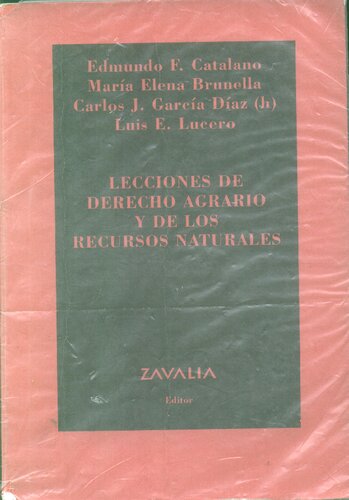 Edmundo F. Catalano
María Elena Brunella
Carlos J. García Díaz (h)
Luis E. Lucero
LECCIONES DE
DERECHO AGRARIO
Y DE LOS
RECURSOS NATURALES
ZAVALIA
Editor